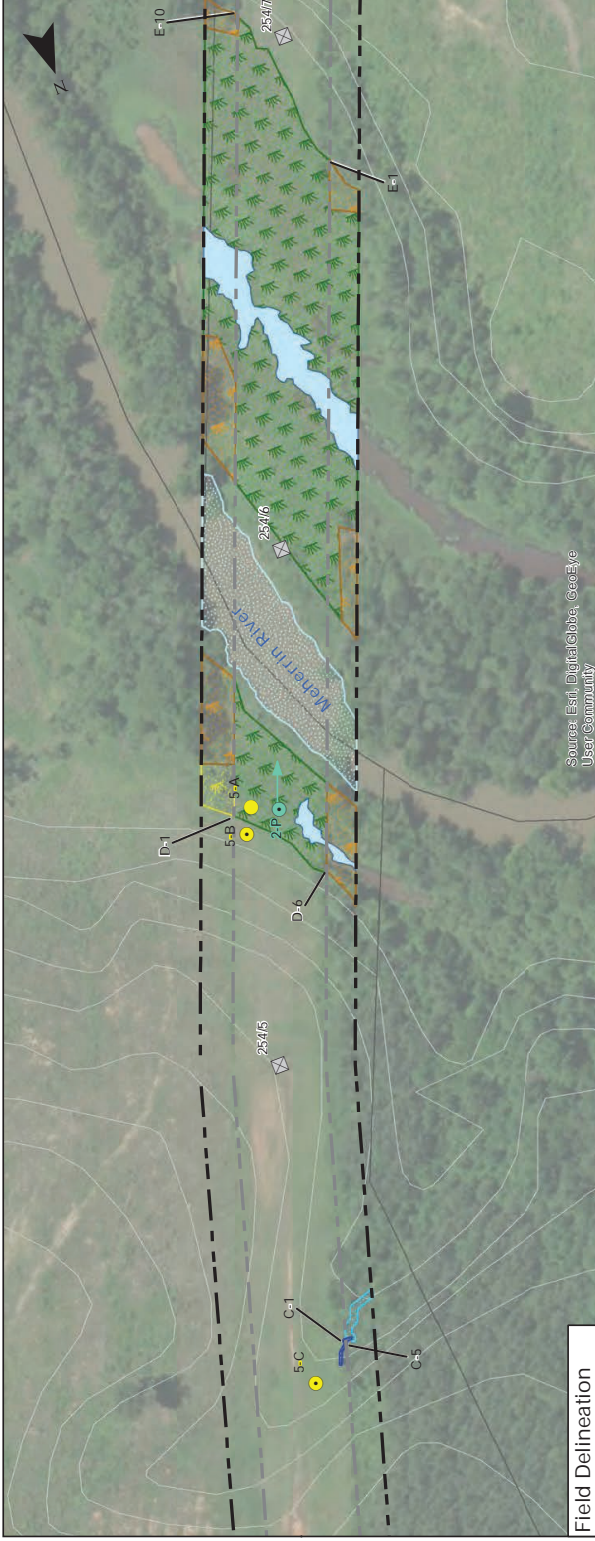 N
E-10
254/7
E-1
254/6
Meherrin River
D-1
5-A
5-B
2-P
D-6
254/5
C-1
5-C
C-5
Source: Esri, DigitalGlobe, GeoEye
User Community
Field Delineation